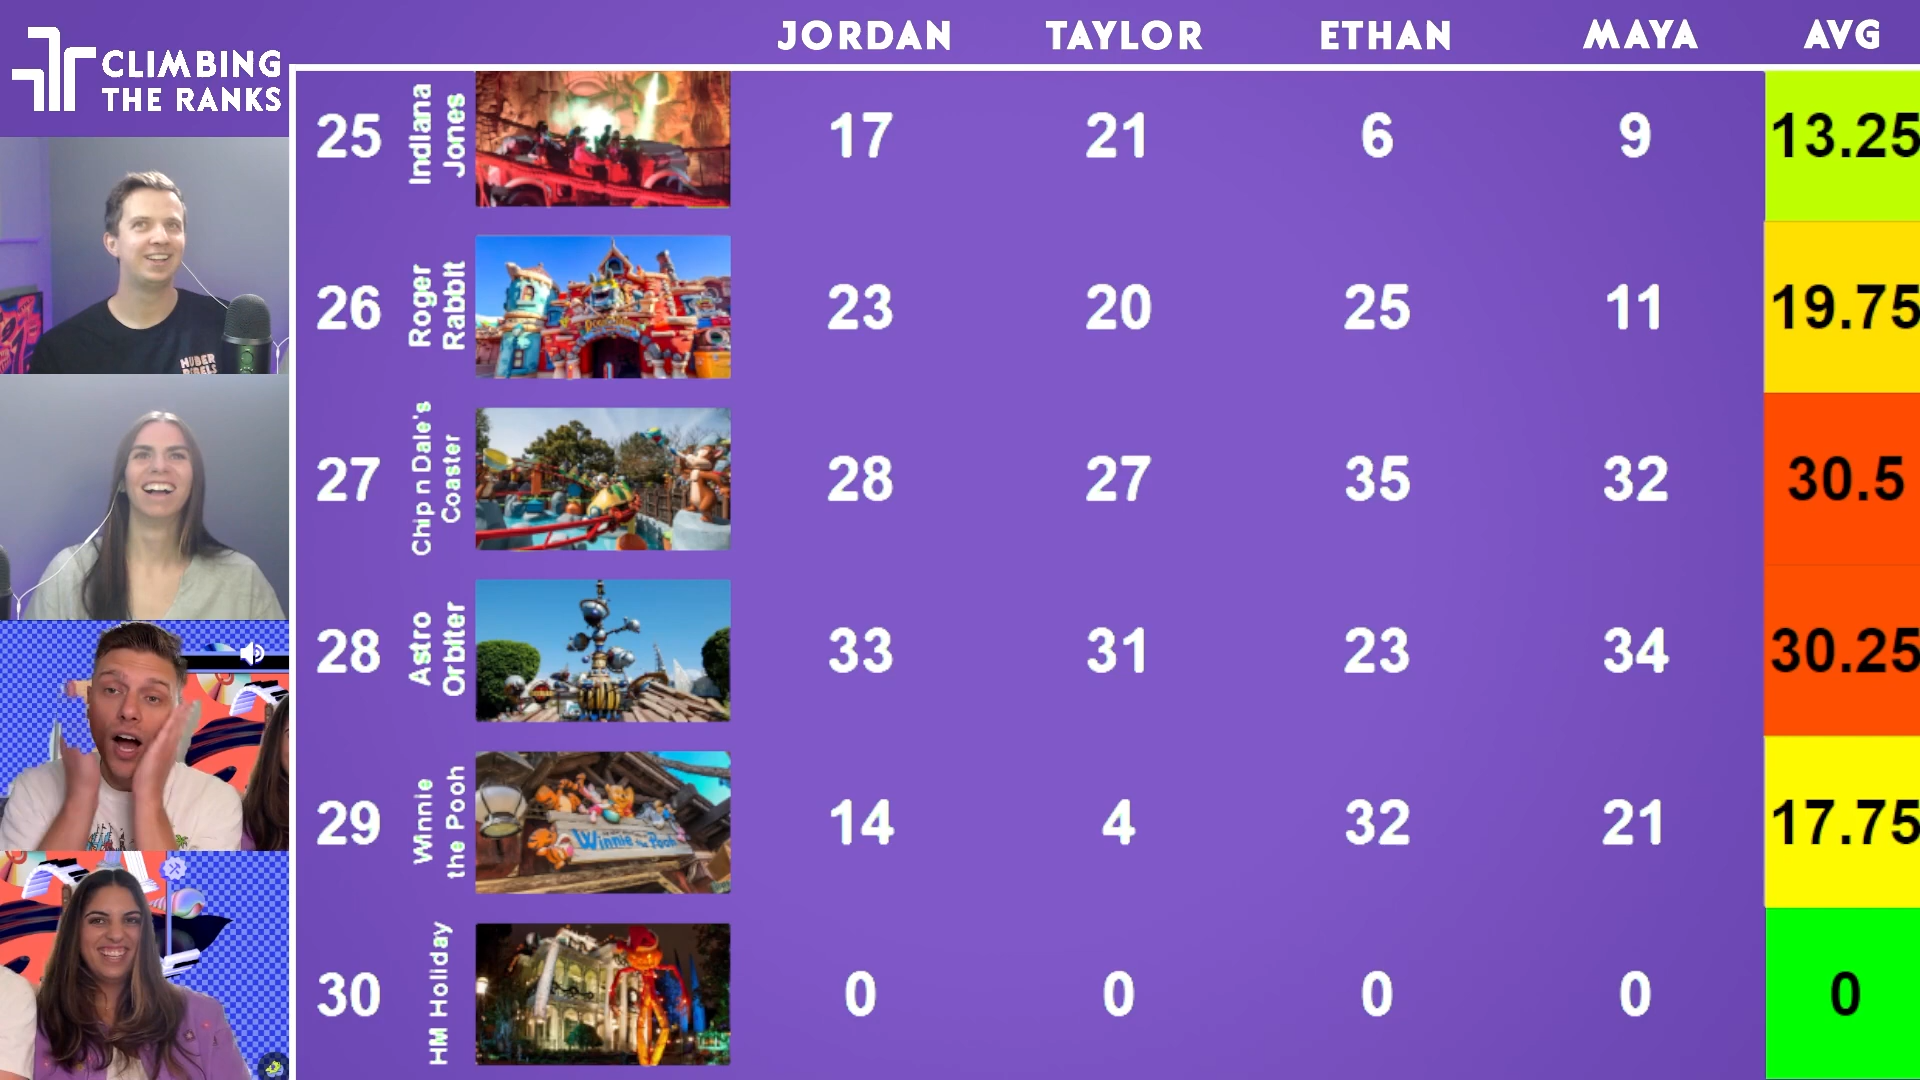 CLIMBING
THE RANKS
JORDAN TAYLOR ETHAN MAYA AVG
25 Indiana Jones 17 21 6 9 13.25
26 Roger Rabbit 23 20 25 11 19.75
27 Chip n Dale's Coaster 28 27 35 32 30.5
28 Astro Orbiter 33 31 23 34 30.25
29 Winnie the Pooh 14 4 32 21 17.75
Winnie the Pooh
30 HM Holiday 0 0 0 0 0